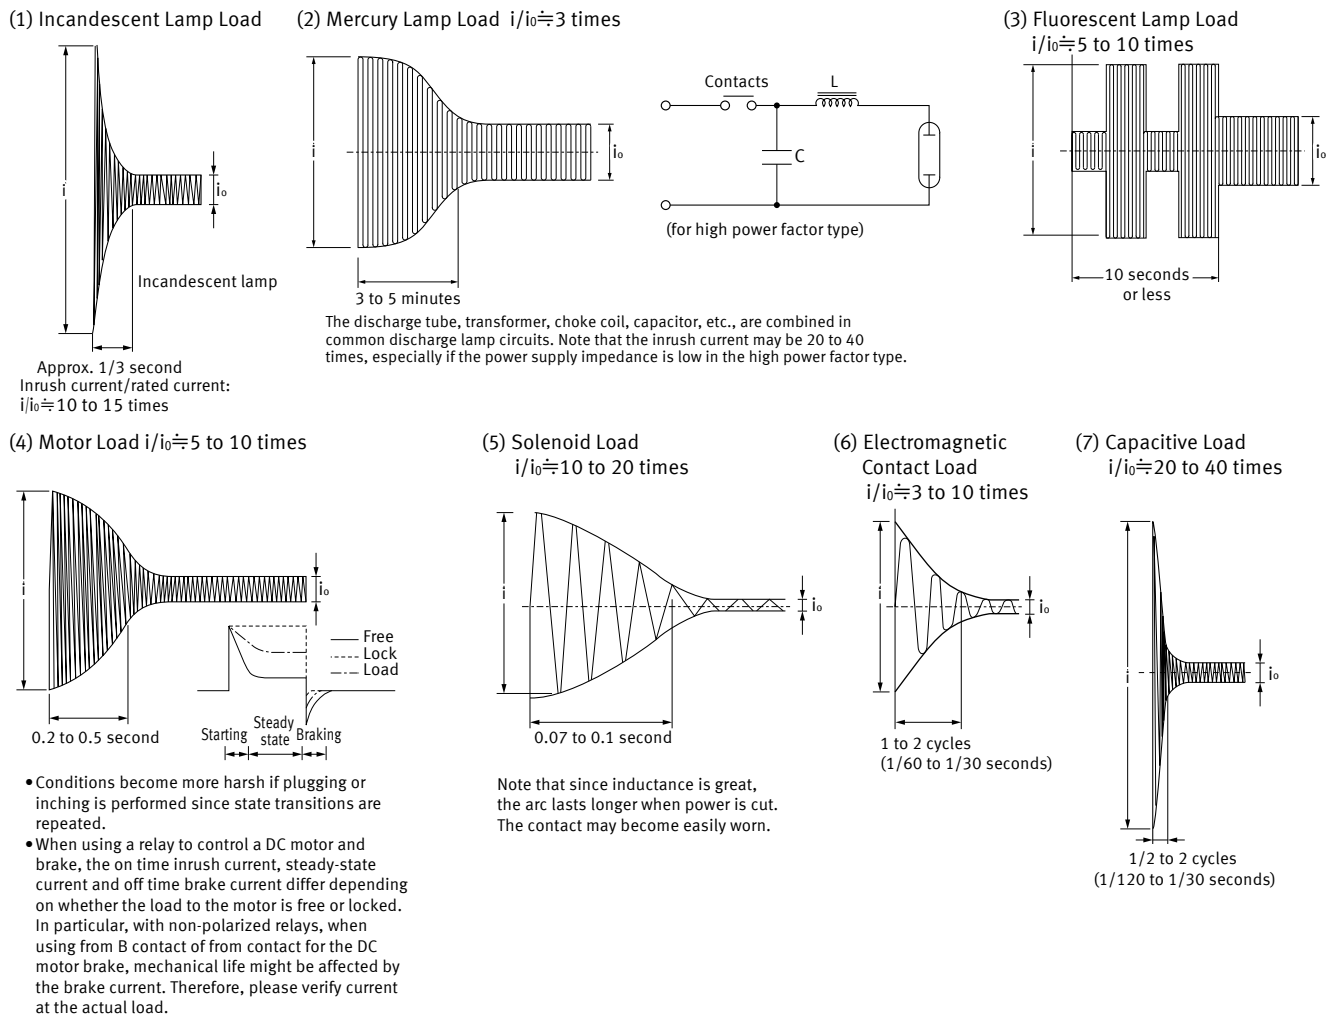 (1) Incandescent Lamp Load
i
i₀
Incandescent lamp
Approx. 1/3 second
Inrush current/rated current:
i/i₀≒10 to 15 times
(2) Mercury Lamp Load i/i₀≒3 times
i
i₀
3 to 5 minutes
Contacts
L
C
(for high power factor type)
The discharge tube, transformer, choke coil, capacitor, etc., are combined in
common discharge lamp circuits. Note that the inrush current may be 20 to 40
times, especially if the power supply impedance is low in the high power factor type.
(3) Fluorescent Lamp Load
i/i₀≒5 to 10 times
i
i₀
10 seconds
or less
(4) Motor Load i/i₀≒5 to 10 times
i
i₀
0.2 to 0.5 second
Free
Lock
Load
Starting
Steady
state
Braking
• Conditions become more harsh if plugging or
inching is performed since state transitions are
repeated.
• When using a relay to control a DC motor and
brake, the on time inrush current, steady-state
current and off time brake current differ depending
on whether the load to the motor is free or locked.
In particular, with non-polarized relays, when
using from B contact of from contact for the DC
motor brake, mechanical life might be affected by
the brake current. Therefore, please verify current
at the actual load.
(5) Solenoid Load
i/i₀≒10 to 20 times
i
i₀
0.07 to 0.1 second
Note that since inductance is great,
the arc lasts longer when power is cut.
The contact may become easily worn.
(6) Electromagnetic
Contact Load
i/i₀≒3 to 10 times
i
i₀
1 to 2 cycles
(1/60 to 1/30 seconds)
(7) Capacitive Load
i/i₀≒20 to 40 times
i
i₀
1/2 to 2 cycles
(1/120 to 1/30 seconds)